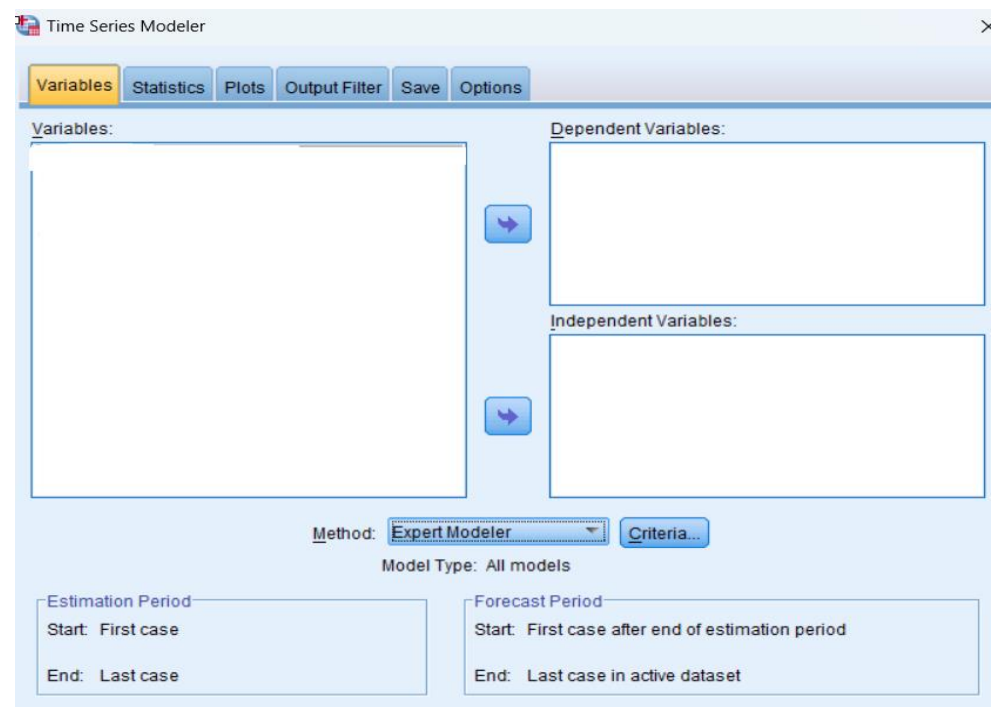 Time Series Modeler
Variables Statistics Plots Output Filter Save Options
Variables:
Dependent Variables:
Independent Variables:
Method: Expert Modeler Criteria...
Model Type: All models
Estimation Period
Start: First case
End: Last case
Forecast Period
Start: First case after end of estimation period
End: Last case in active dataset